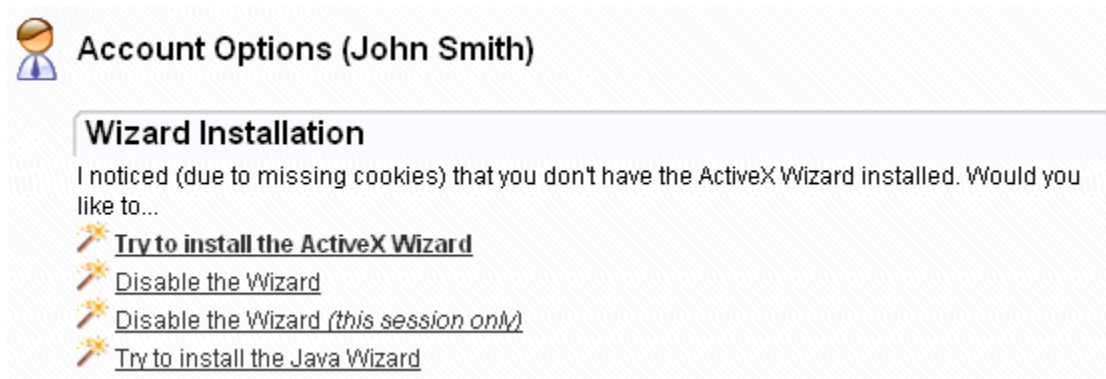 Account Options (John Smith)
Wizard Installation
I noticed (due to missing cookies) that you don't have the ActiveX Wizard installed. Would you
like to...
Try to install the ActiveX Wizard
Disable the Wizard
Disable the Wizard (this session only)
Try to install the Java Wizard